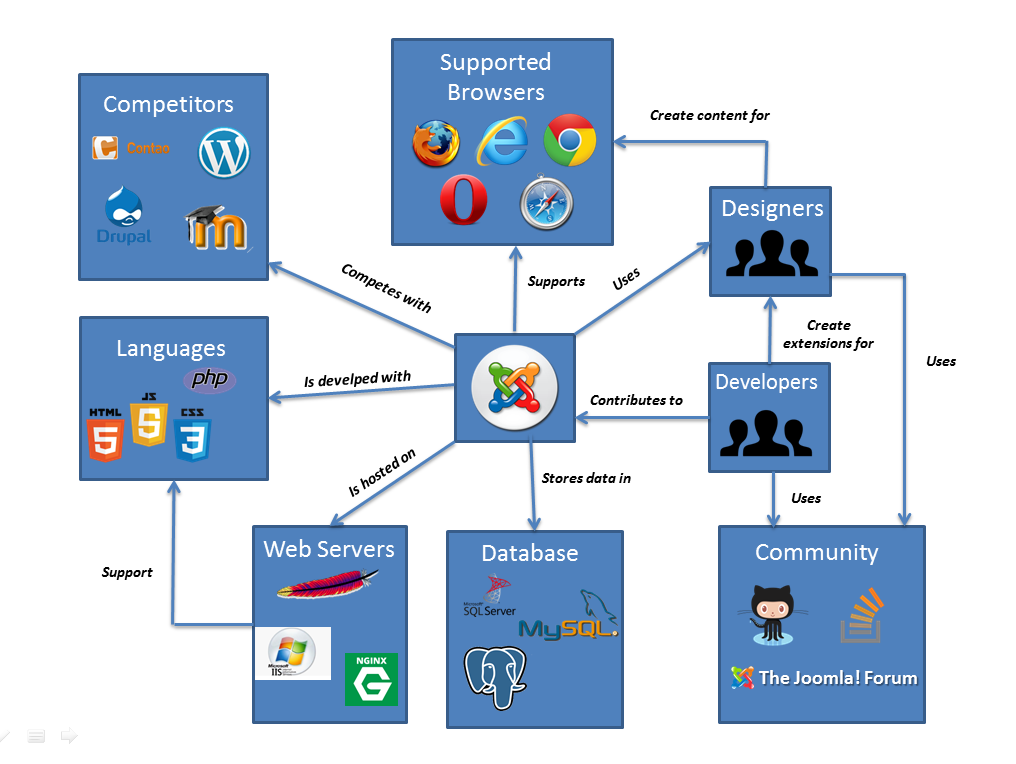 Supported
Browsers
Competitors
Contao
Drupal
Create content for
Designers
Competes with
Supports
Uses
Create
extensions for
Uses
Languages
php
JS
HTML
5
5
CSS
3
Is develped with
Contributes to
Developers
Is hosted on
Stores data in
Uses
Support
Web Servers
Microsoft
IIS
NGINX
G
Database
Microsoft
SQL Server
MySQL.
Community
The Joomla! Forum